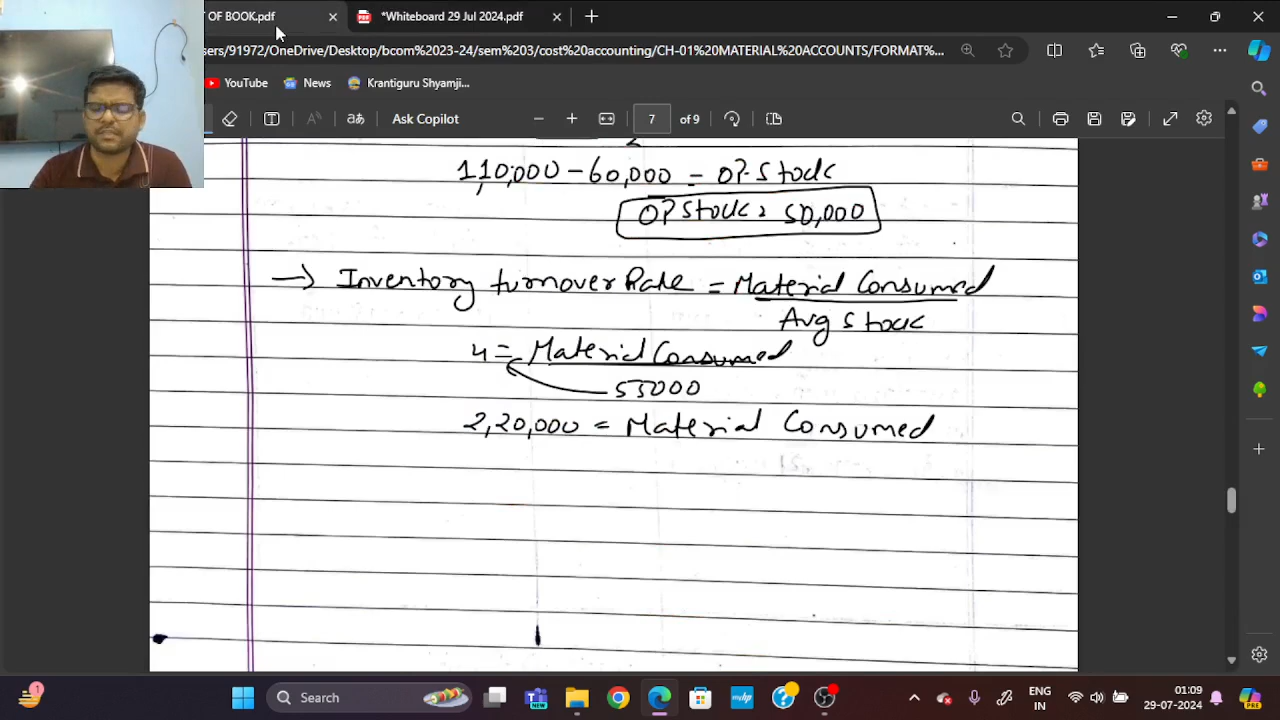 T OF BOOK.pdf
*Whiteboard 29 Jul 2024.pdf
sers/91972/OneDrive/Desktop/bcom%2023-24/sem%203/cost%20accounting/CH-01%20MATERIAL%20ACCOUNTS/FORMAT%...
YouTube
News
Krantiguru Shyamji...
Ask Copilot
7 of 9
110,000 - 60,000 = OP. Stock
OP Stock = 50,000
→ Inventory turnover Rate = Material Consumed
Avg Stock
4 = Material Consumed
55000
2,20,000 = Material Consumed
1
Search
ENG
IN
01:09
29-07-2024